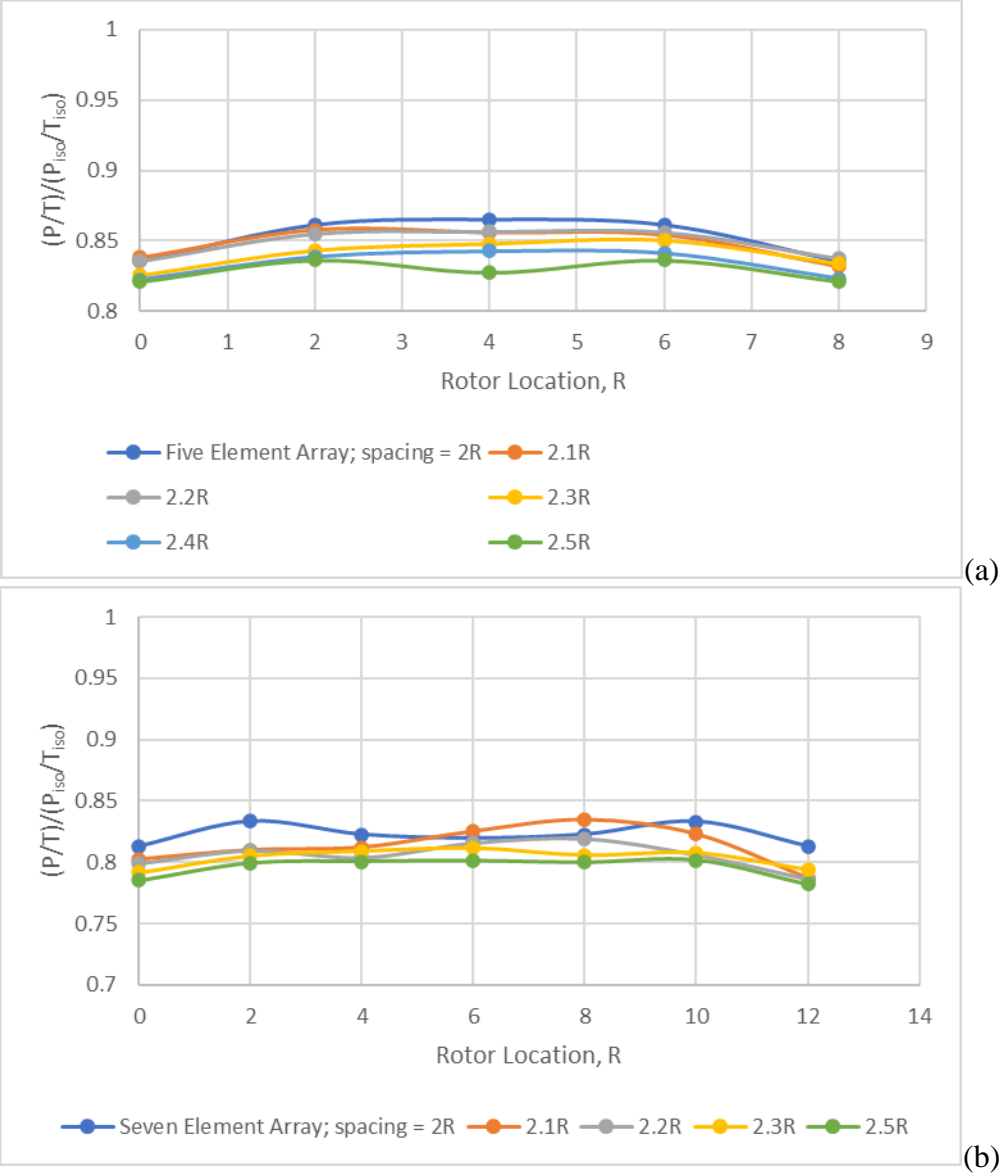 1
0.95
0.9
0.85
0.8
(P/T)/(Piso/Tiso)
0 1 2 3 4 5 6 7 8 9
Rotor Location, R
Five Element Array; spacing = 2R 2.1R
2.2R 2.3R
2.4R 2.5R
(a)
1
0.95
0.9
0.85
0.8
0.75
0.7
(P/T)/(Piso/Tiso)
0 2 4 6 8 10 12 14
Rotor Location, R
Seven Element Array; spacing = 2R 2.1R 2.2R 2.3R 2.5R
(b)